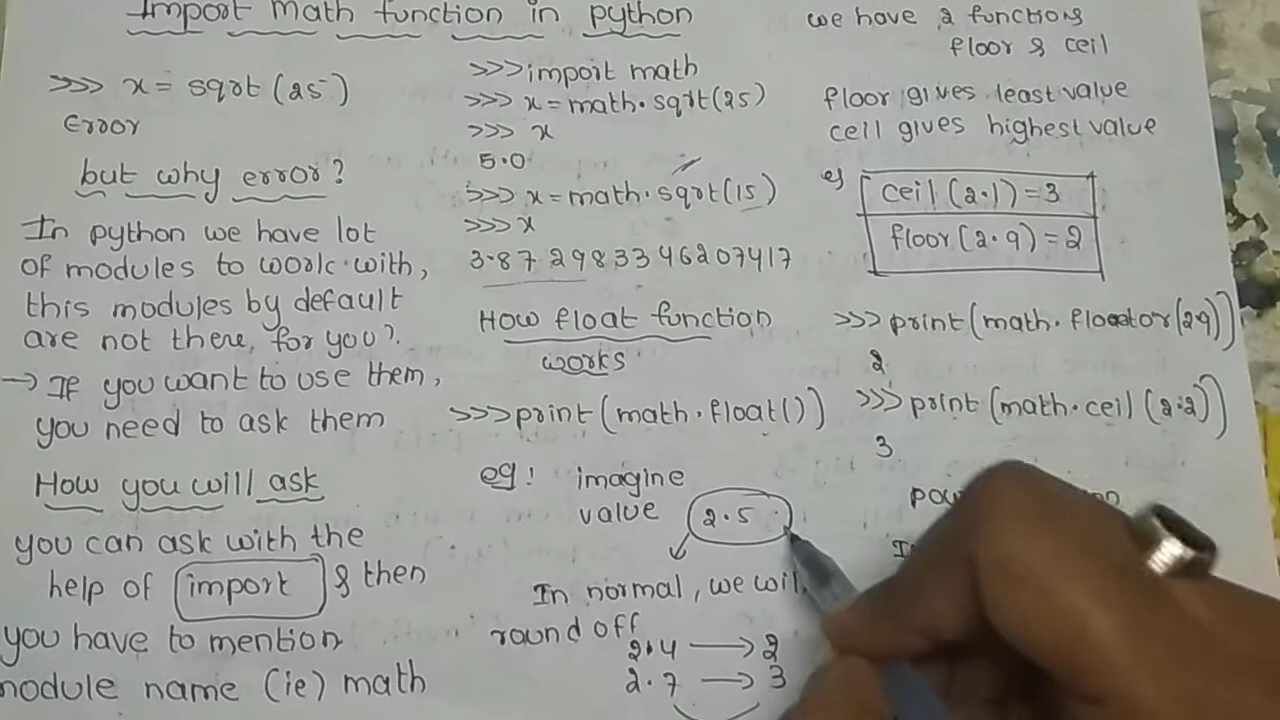 Import math function in python
>>> x = sqrt (25)
Error
but why error?
In python we have lot
of modules to work with,
this modules by default
are not there for you?.
→ If you want to use them,
you need to ask them
How you will ask
you can ask with the
help of import & then
you have to mention
module name (ie) math
>>> import math
>>> x = math.sqrt(25)
>>> x
5.0
>>> x = math.sqrt(15)
>>> x
3.872983346207417
How float function
works
>>> print(math.float())
eg: imagine
value 2.5
In normal, we will
round off
2.4 → 2
2.7 → 3
we have 2 functions
floor & ceil
floor gives least value
ceil gives highest value
eg ceil (2.1) = 3
floor (2.9) = 2
2
>>> print (math.ceil (2.2))
3